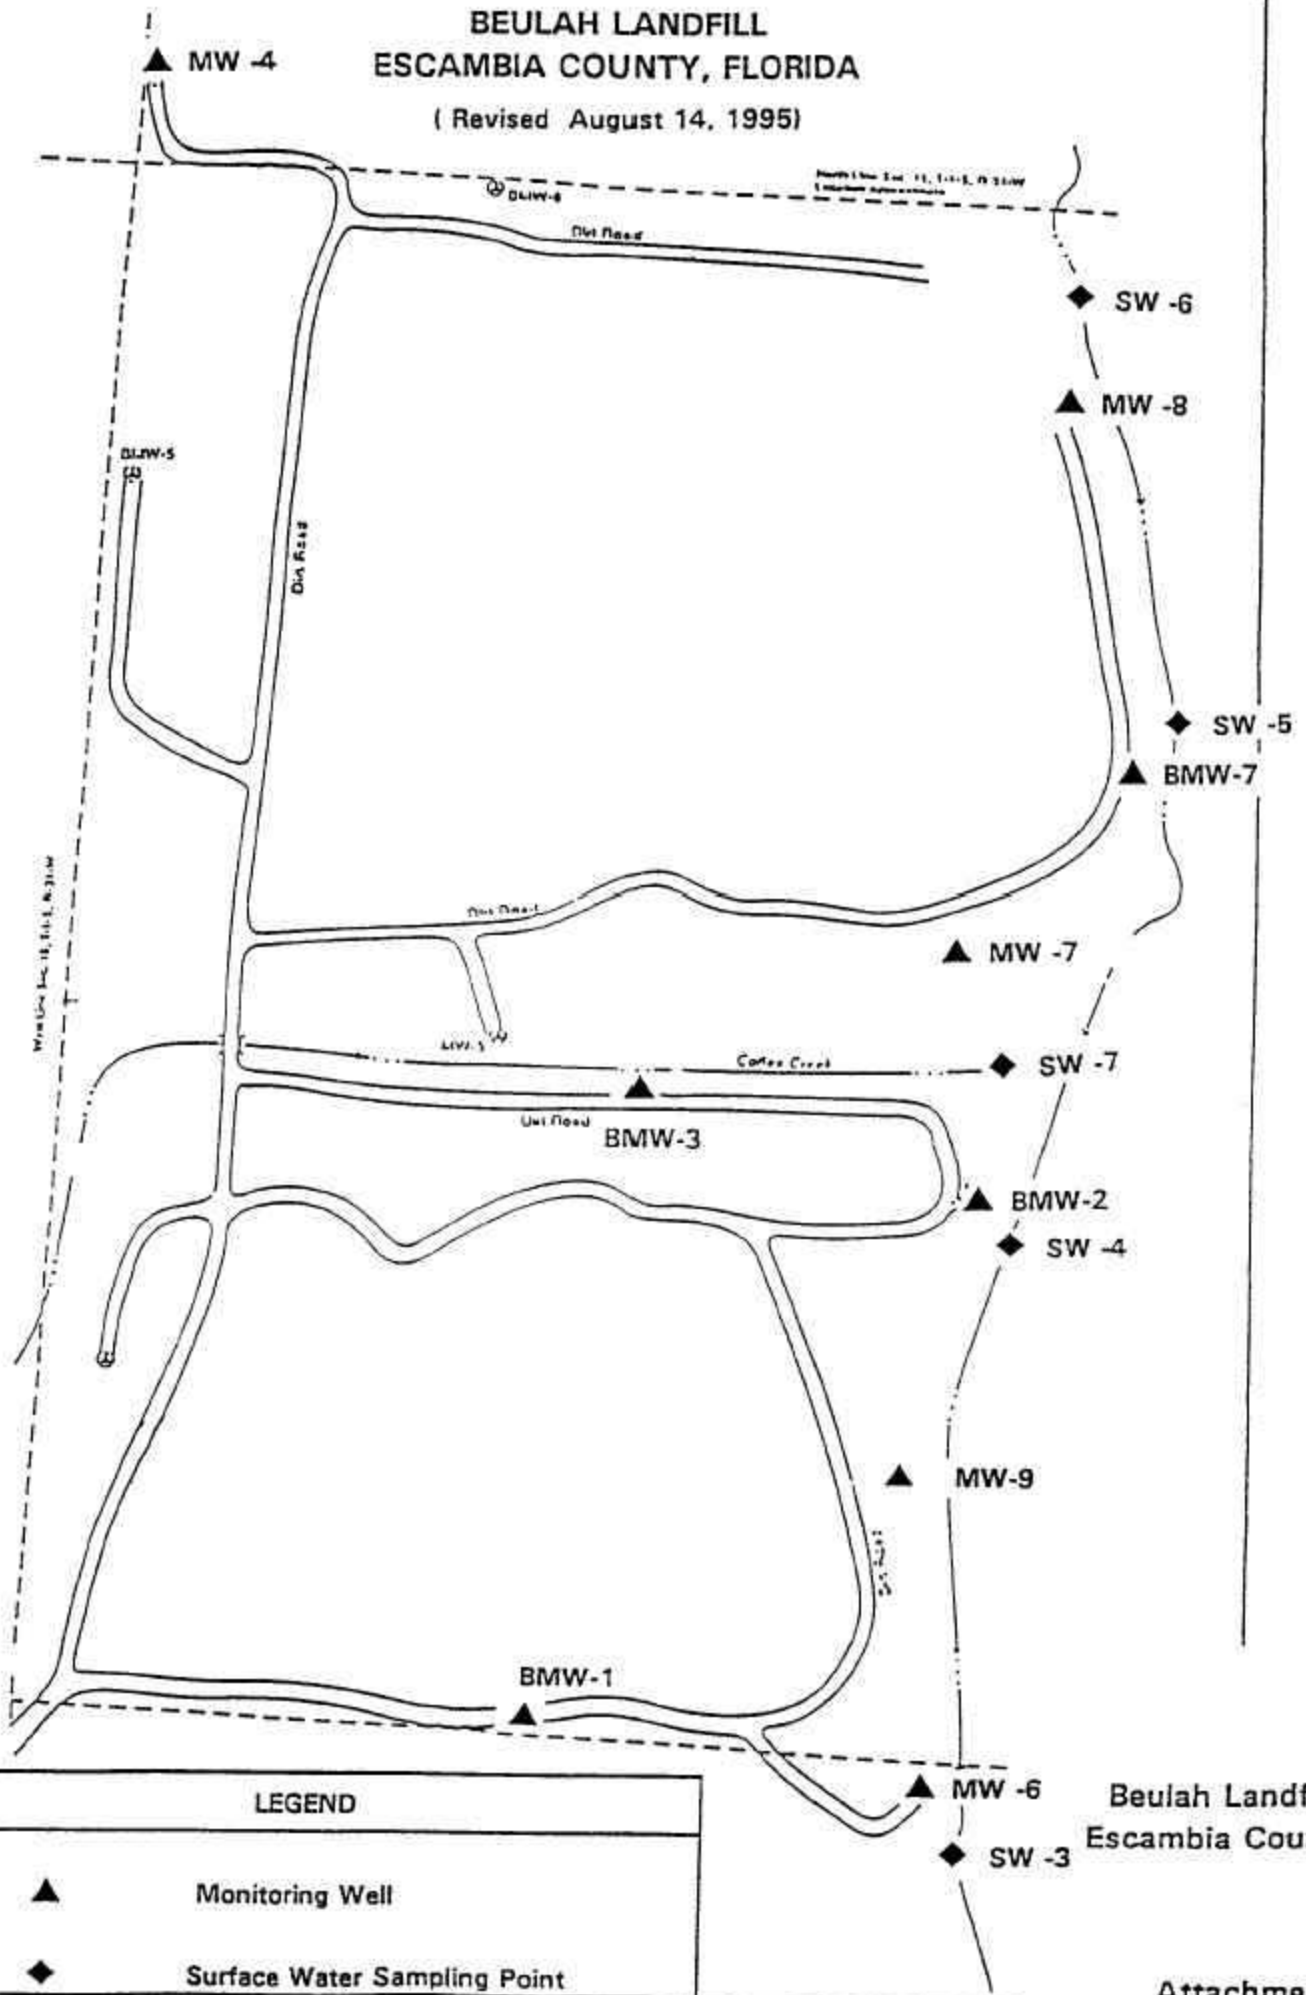 BEULAH LANDFILL
ESCAMBIA COUNTY, FLORIDA
( Revised August 14, 1995)
MW -4
Dirt Road
SW -6
MW -8
Dirt Road
SW -5
BMW-7
Dirt Road
MW -7
SW -7
BMW-3
Dirt Road
BMW-2
SW -4
MW-9
BMW-1
MW -6
SW -3
Beulah Landf
Escambia Cou
LEGEND
Monitoring Well
Surface Water Sampling Point
Attachme